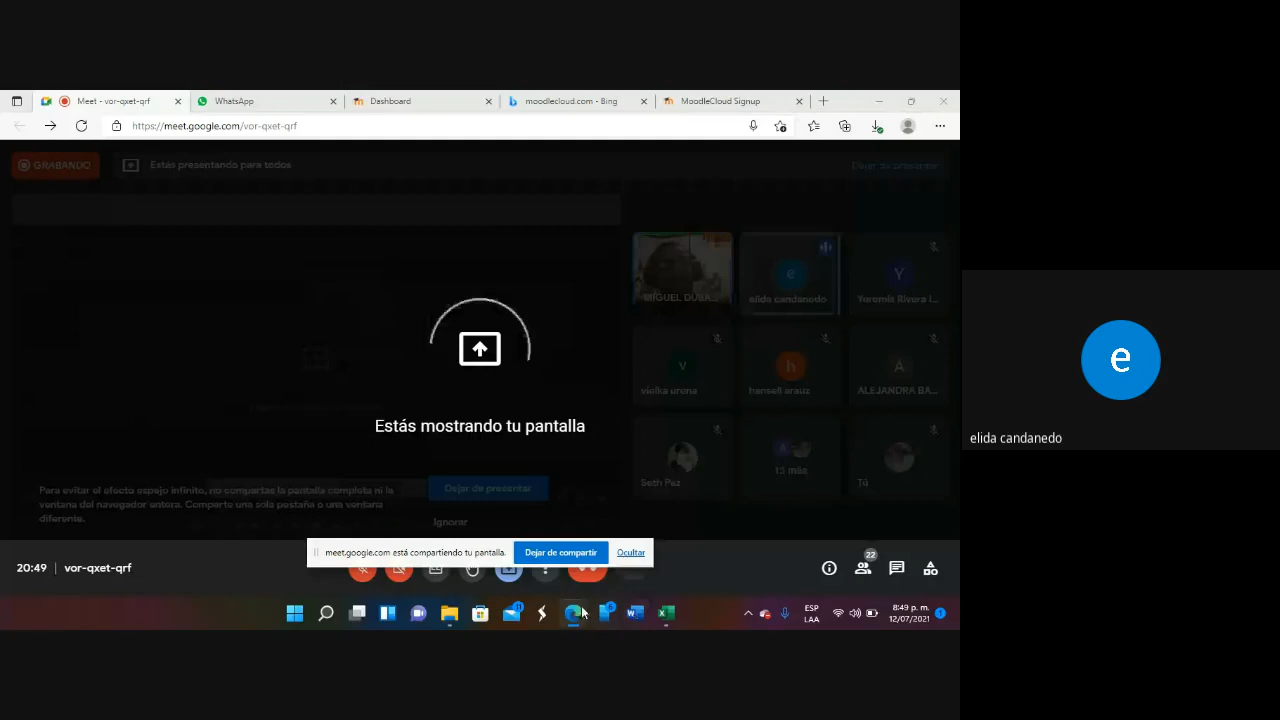 Meet - vor-qxet-qrf
WhatsApp
Dashboard
moodlecloud.com - Bing
MoodleCloud Signup
https://meet.google.com/vor-qxet-qrf
GRABANDO
Estás presentando para todos
Dejar de presentar
MIGUEL DUBA...
elida candanedo
Yaremis Rivera I...
hansell arauz
ALEJANDRA BA...
Seth Paz
Tú
Estás mostrando tu pantalla
Para evitar el efecto espejo infinito, no compartas la pantalla completa ni la
ventana del navegador entera. Comparte una sola pestaña o una ventana
diferente.
Dejar de presentar
Ignorar
meet.google.com está compartiendo tu pantalla.
Dejar de compartir
Ocultar
20:49 | vor-qxet-qrf
22
ESP
LAA
8:49 p. m.
12/07/2021
e
elida candanedo